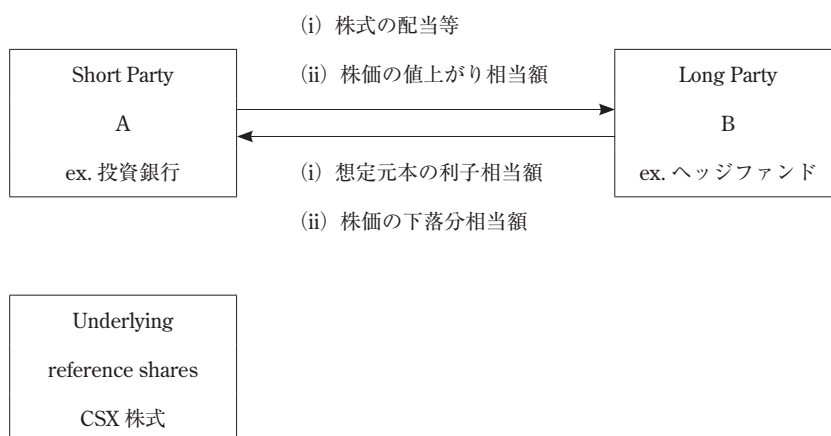 (i) 株式の配当等
(ii) 株価の値上がり相当額
Short Party
A
ex. 投資銀行
Long Party
B
ex. ヘッジファンド
(i) 想定元本の利子相当額
(ii) 株価の下落分相当額
Underlying
reference shares
CSX 株式